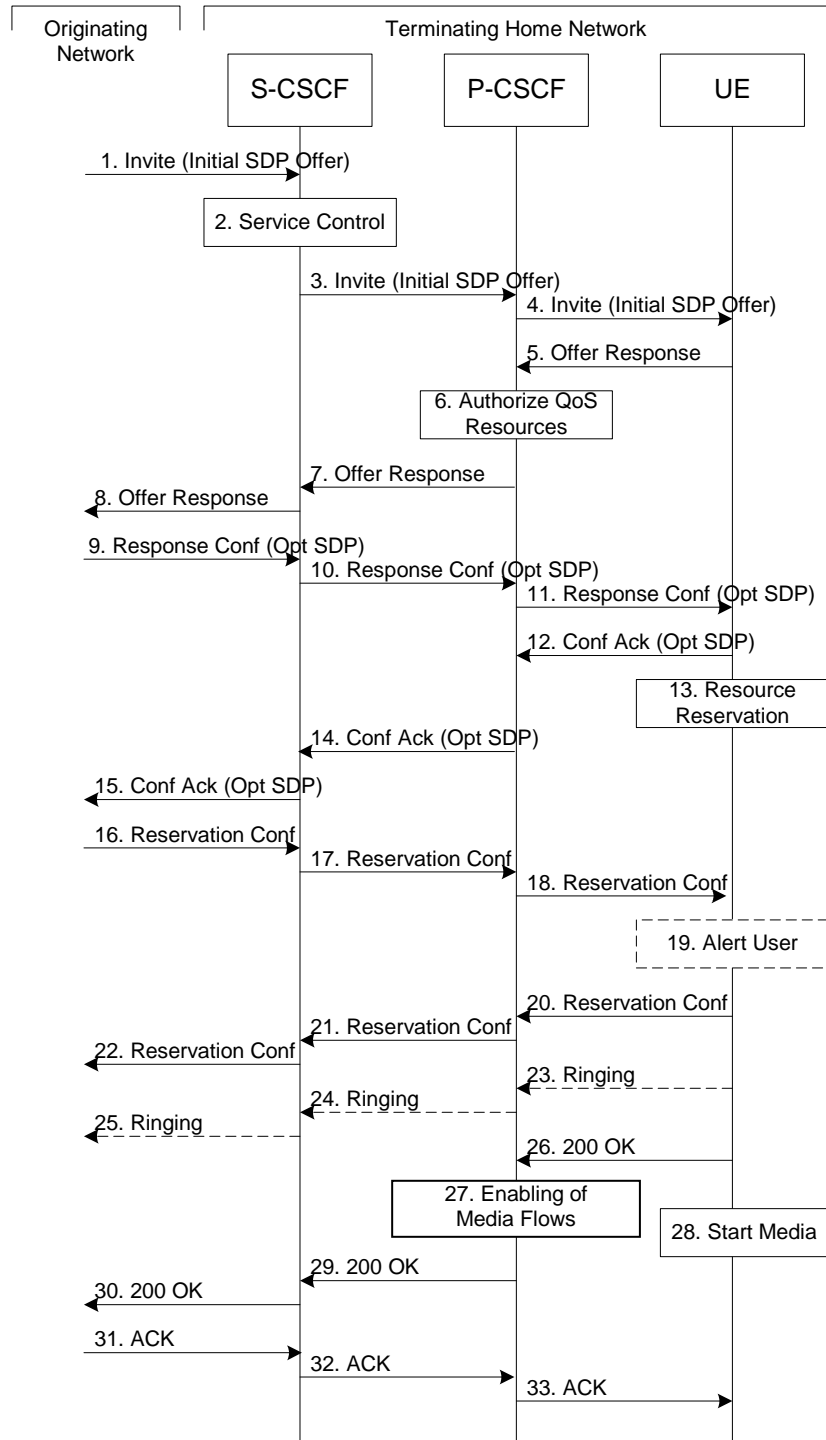 Originating
Network
Terminating Home Network
S-CSCF
P-CSCF
UE
1. Invite (Initial SDP Offer)
2. Service Control
3. Invite (Initial SDP Offer)
4. Invite (Initial SDP Offer)
5. Offer Response
6. Authorize QoS
Resources
7. Offer Response
8. Offer Response
9. Response Conf (Opt SDP)
10. Response Conf (Opt SDP)
11. Response Conf (Opt SDP)
12. Conf Ack (Opt SDP)
13. Resource
Reservation
14. Conf Ack (Opt SDP)
15. Conf Ack (Opt SDP)
16. Reservation Conf
17. Reservation Conf
18. Reservation Conf
19. Alert User
20. Reservation Conf
21. Reservation Conf
22. Reservation Conf
23. Ringing
24. Ringing
25. Ringing
26. 200 OK
27. Enabling of
Media Flows
28. Start Media
29. 200 OK
30. 200 OK
31. ACK
32. ACK
33. ACK